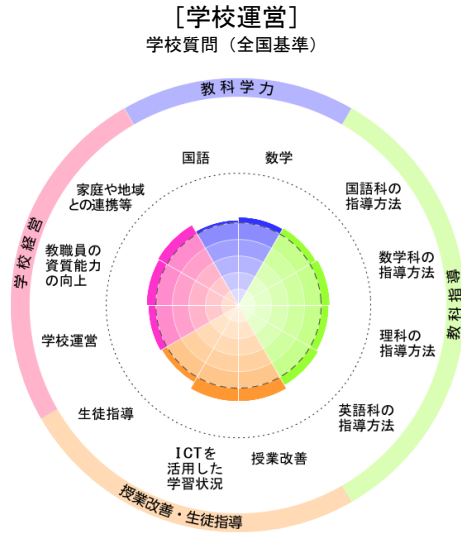 [学校運営]
学校質問（全国基準）
教科学力
国語
数学
国語科の
指導方法
数学科の
指導方法
教科指導
理科の
指導方法
英語科の
指導方法
授業改善
ICTを
活用した
学習状況
授業改善・生徒指導
生徒指導
学校運営
教職員の
資質能力
の向上
学校経営
家庭や地域
との連携等